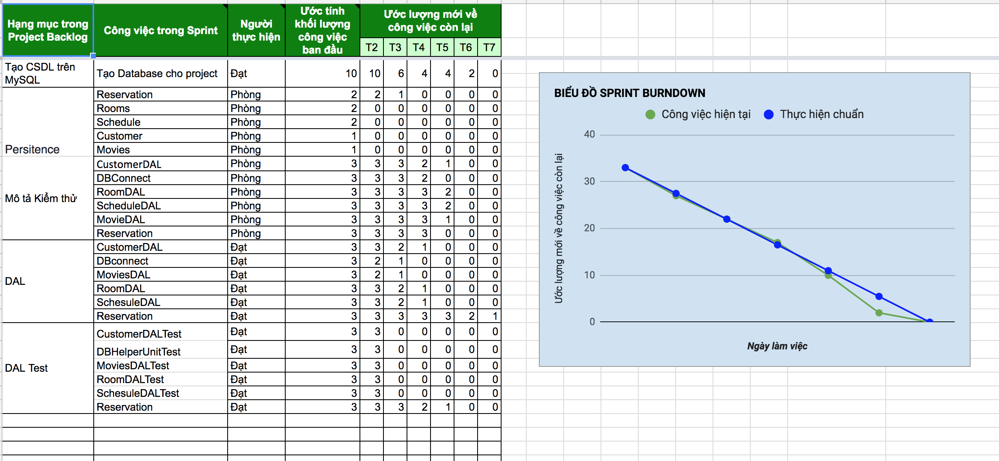 Hạng mục trong
Project Backlog
Công việc trong Sprint
Người
thực hiện
Ước tính
khối lượng
công việc
ban đầu
Ước lượng mới về
công việc còn lại
T2 T3 T4 T5 T6 T7
Tạo CSDL trên
MySQL
Tạo Database cho project Đạt 10 10 6 4 4 2 0
Reservation Phòng 2 2 1 0 0 0 0
Rooms Phòng 2 0 0 0 0 0 0
Schedule Phòng 2 0 0 0 0 0 0
Customer Phòng 1 0 0 0 0 0 0
Persitence Movies Phòng 1 0 0 0 0 0 0
CustomerDAL Phòng 3 3 3 2 1 0 0
DBConnect Phòng 3 3 3 2 0 0 0
RoomDAL Phòng 3 3 3 3 2 0 0
Mô tả Kiểm thử
ScheduleDAL Phòng 3 3 3 3 2 0 0
MovieDAL Phòng 3 3 3 3 1 0 0
Reservation Phòng 3 3 3 3 0 0 0
CustomerDAL Đạt 3 3 2 1 0 0 0
DBconnect Đạt 3 2 1 0 0 0 0
MoviesDAL Đạt 3 2 1 0 0 0 0
DAL
RoomDAL Đạt 3 3 2 1 0 0 0
SchesuleDAL Đạt 3 3 2 1 0 0 0
Reservation Đạt 3 3 3 3 3 2 1
CustomerDALTest Đạt 3 3 0 0 0 0 0
DBHelperUnitTest Đạt 3 3 0 0 0 0 0
MoviesDALTest Đạt 3 3 0 0 0 0 0
DAL Test
RoomDALTest Đạt 3 3 0 0 0 0 0
SchesuleDALTest Đạt 3 3 0 0 0 0 0
Reservation Đạt 3 3 3 2 1 0 0
BIỂU ĐỒ SPRINT BURNDOWN
Công việc hiện tại Thực hiện chuẩn
Ước lượng mới về công việc còn lại
40
30
20
10
0
Ngày làm việc